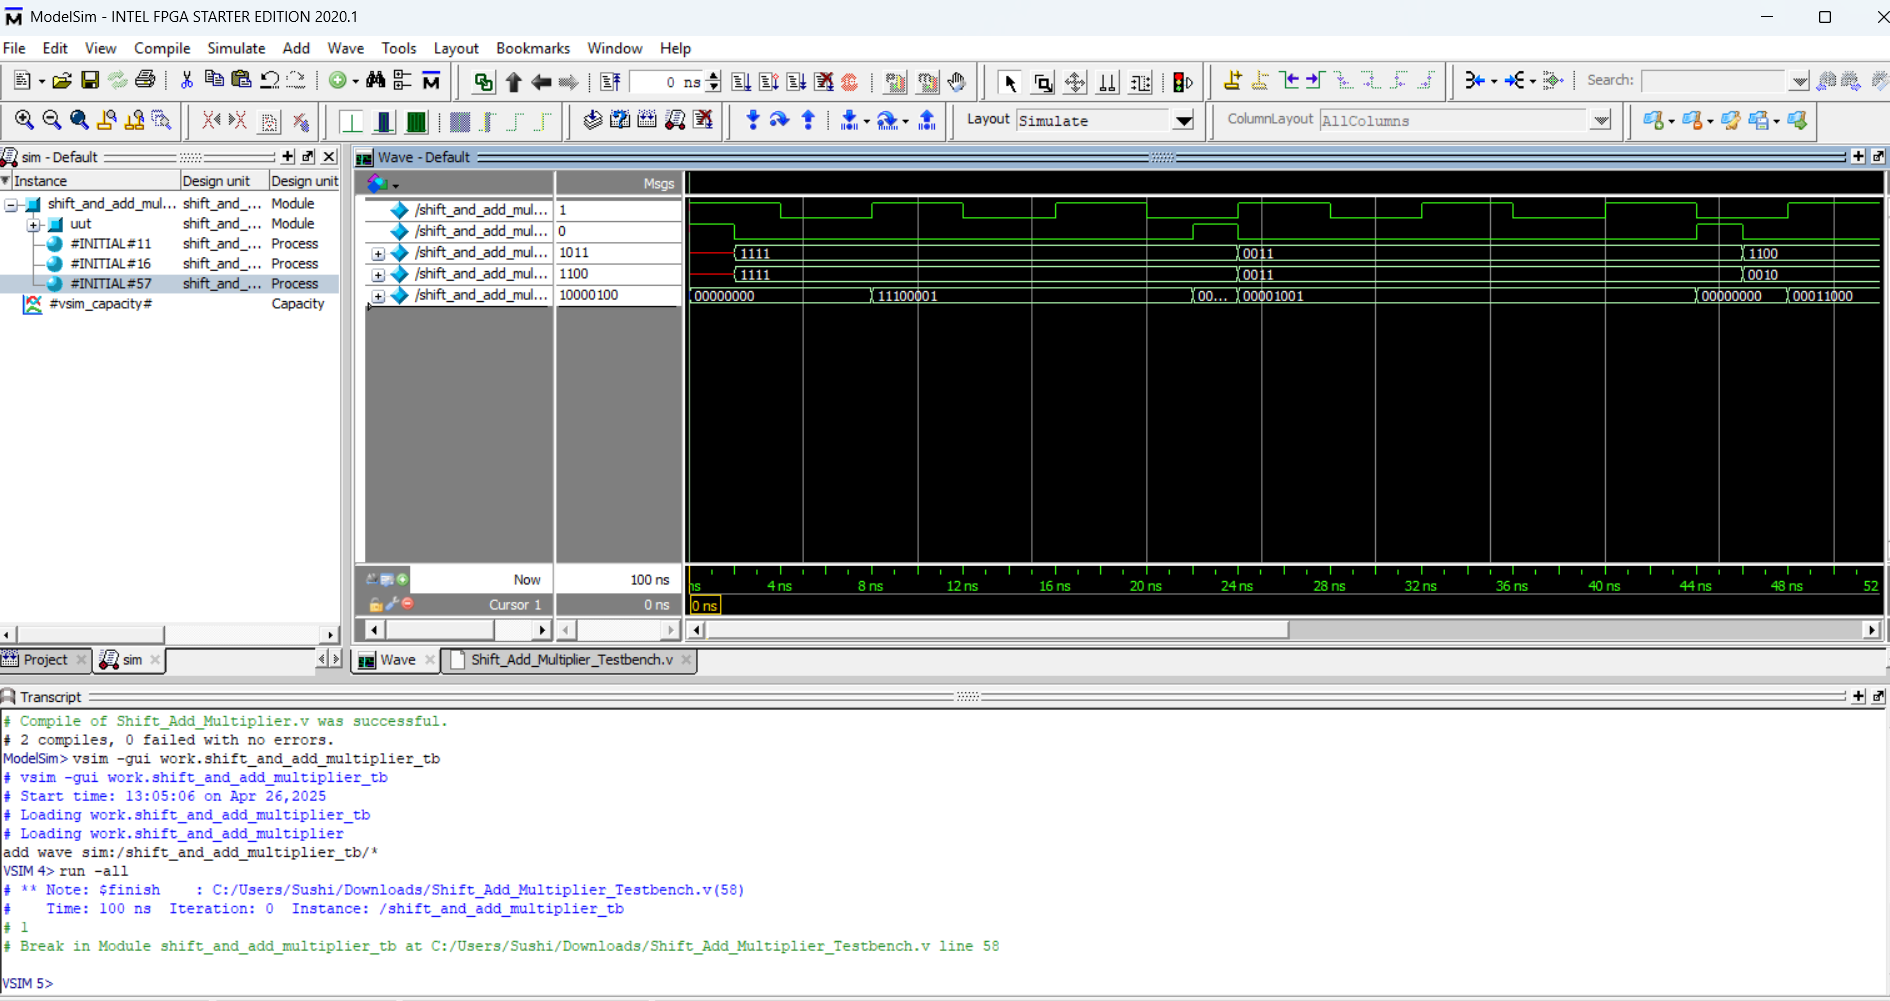 ModelSim - INTEL FPGA STARTER EDITION 2020.1
File Edit View Compile Simulate Add Wave Tools Layout Bookmarks Window Help
0 ns
Search:
Layout Simulate
ColumnLayout AllColumns
sim - Default
Instance Design unit Design unit
shift_and_add_mul... shift_and_... Module
uut shift_and_... Module
#INITIAL#11 shift_and_... Process
#INITIAL#16 shift_and_... Process
#INITIAL#57 shift_and_... Process
#vsim_capacity# Capacity
Wave - Default
Msgs
/shift_and_add_mul... 1
/shift_and_add_mul... 0
/shift_and_add_mul... 1011 1111 0011 1100
/shift_and_add_mul... 1100 1111 0011 0010
/shift_and_add_mul... 10000100 00000000 11100001 00... 00001001 00000000 00011000
Now 100 ns
ns 4 ns 8 ns 12 ns 16 ns 20 ns 24 ns 28 ns 32 ns 36 ns 40 ns 44 ns 48 ns 52
Cursor 1 0 ns 0 ns
Project sim
Wave Shift_Add_Multiplier_Testbench.v
Transcript
# Compile of Shift_Add_Multiplier.v was successful.
# 2 compiles, 0 failed with no errors.
ModelSim> vsim -gui work.shift_and_add_multiplier_tb
# vsim -gui work.shift_and_add_multiplier_tb
# Start time: 13:05:06 on Apr 26,2025
# Loading work.shift_and_add_multiplier_tb
# Loading work.shift_and_add_multiplier
add wave sim:/shift_and_add_multiplier_tb/*
VSIM 4> run -all
# ** Note: $finish : C:/Users/Sushi/Downloads/Shift_Add_Multiplier_Testbench.v(58)
# Time: 100 ns Iteration: 0 Instance: /shift_and_add_multiplier_tb
# 1
# Break in Module shift_and_add_multiplier_tb at C:/Users/Sushi/Downloads/Shift_Add_Multiplier_Testbench.v line 58
VSIM 5>